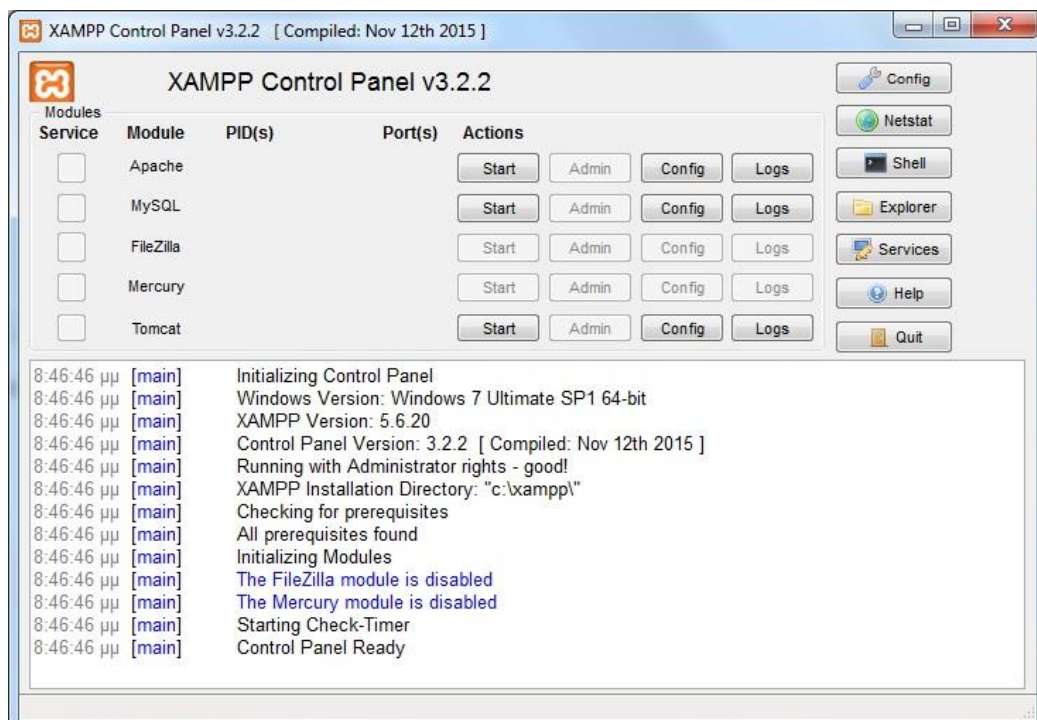 XAMPP Control Panel v3.2.2 [ Compiled: Nov 12th 2015 ]
XAMPP Control Panel v3.2.2
Config
Modules
Service Module PID(s) Port(s) Actions
Netstat
Apache Start Admin Config Logs
Shell
MySQL Start Admin Config Logs
Explorer
FileZilla Start Admin Config Logs
Services
Mercury Start Admin Config Logs
Help
Tomcat Start Admin Config Logs
Quit
8:46:46 μμ [main] Initializing Control Panel
8:46:46 μμ [main] Windows Version: Windows 7 Ultimate SP1 64-bit
8:46:46 μμ [main] XAMPP Version: 5.6.20
8:46:46 μμ [main] Control Panel Version: 3.2.2 [ Compiled: Nov 12th 2015 ]
8:46:46 μμ [main] Running with Administrator rights - good!
8:46:46 μμ [main] XAMPP Installation Directory: "c:\xampp\"
8:46:46 μμ [main] Checking for prerequisites
8:46:46 μμ [main] All prerequisites found
8:46:46 μμ [main] Initializing Modules
8:46:46 μμ [main] The FileZilla module is disabled
8:46:46 μμ [main] The Mercury module is disabled
8:46:46 μμ [main] Starting Check-Timer
8:46:46 μμ [main] Control Panel Ready